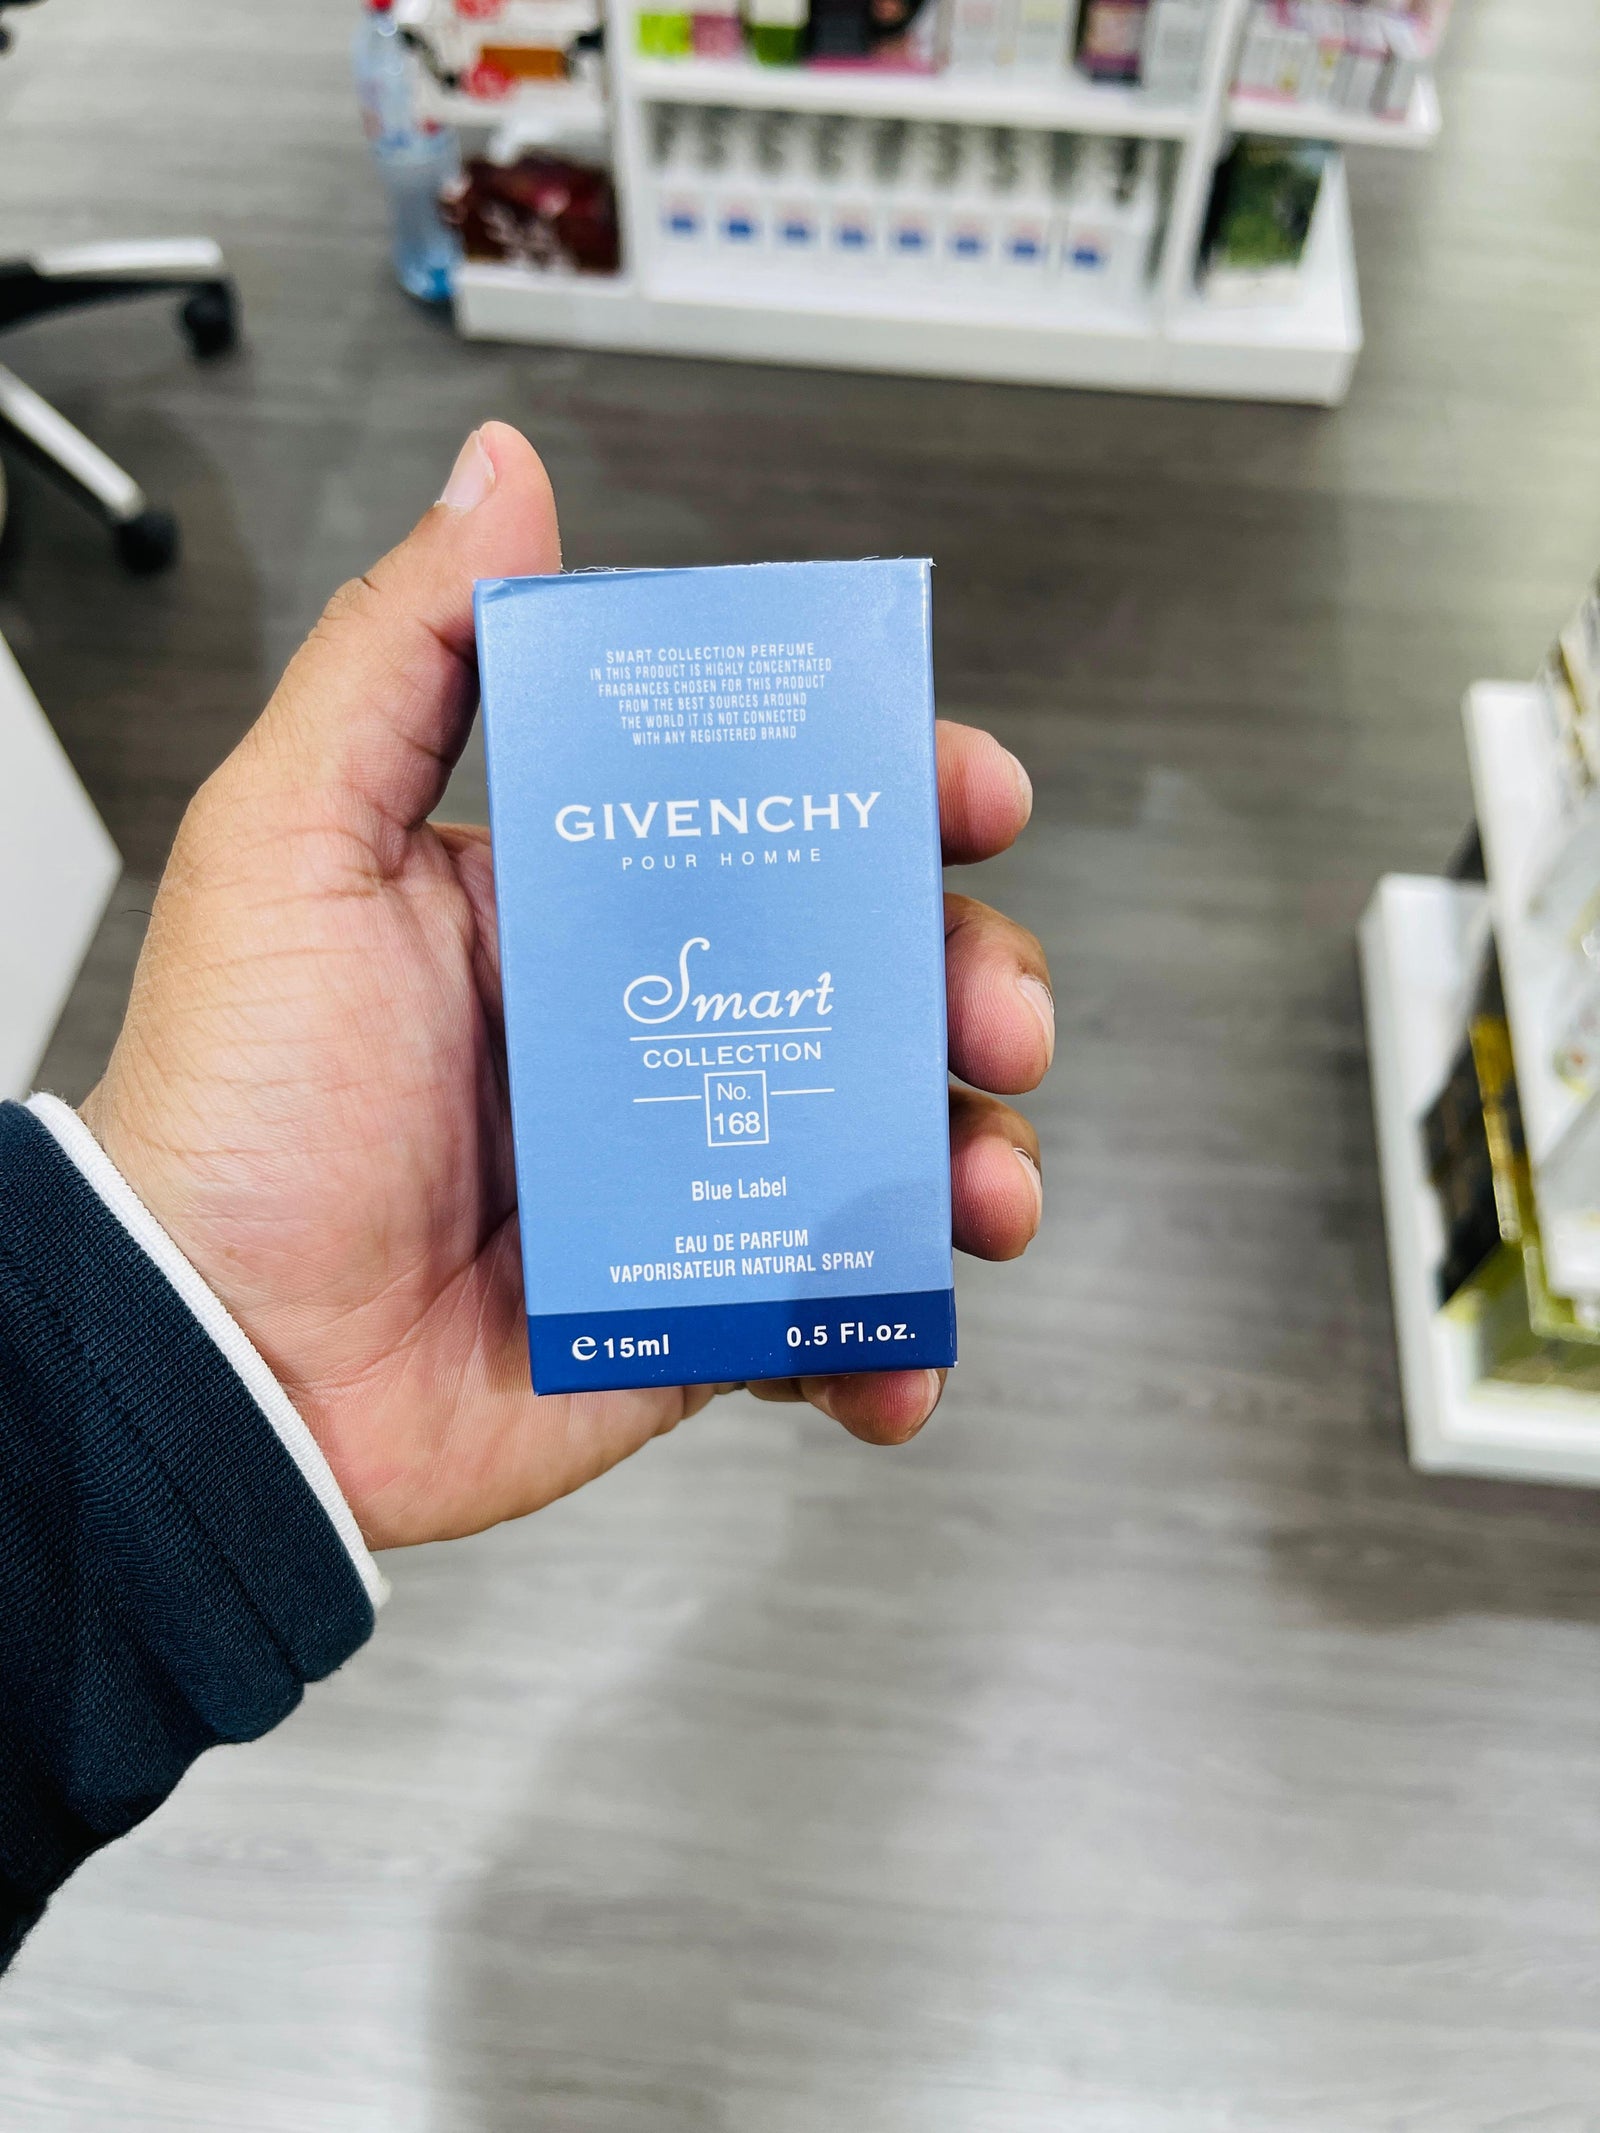 SMART COLLECTION PERFUME
IN THIS PRODUCT IS HIGHLY CONCENTRATED
FRAGRANCES CHOSEN FOR THIS PRODUCT
FROM THE BEST SOURCES AROUND
THE WORLD IT IS NOT CONNECTED
WITH ANY REGISTERED BRAND
GIVENCHY
POUR HOMME
Smart
COLLECTION
No.
168
Blue Label
EAU DE PARFUM
VAPORISATEUR NATURAL SPRAY
℮15ml 0.5 Fl.oz.